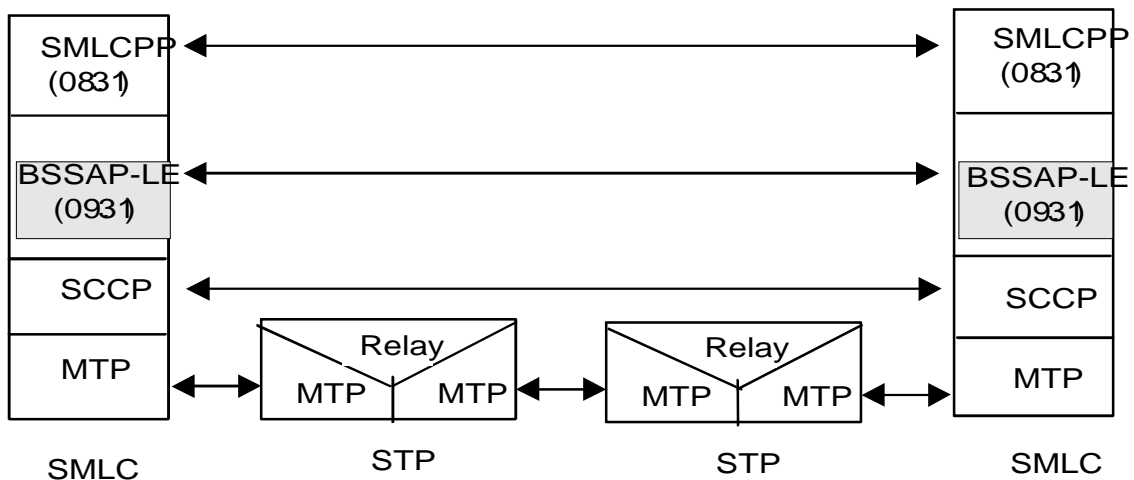 SMLCPP
(0831)
SMLCPP
(0831)
BSSAP-LE
(0931)
BSSAP-LE
(0931)
SCCP
SCCP
MTP
Relay
MTP MTP
Relay
MTP MTP
MTP
SMLC
STP
STP
SMLC